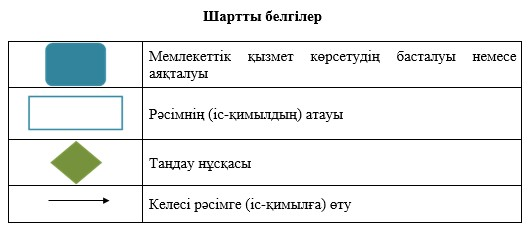 Шартты белгілер
Мемлекеттік қызмет көрсетудің басталуы немесе
аяқталуы
Рәсімнің (іс-қимылдың) атауы
Таңдау нұсқасы
Келесі рәсімге (іс-қимылға) өту